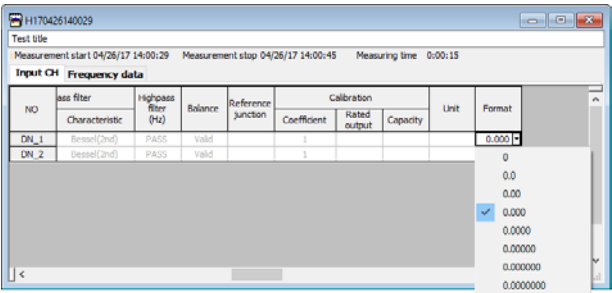 H170426140029
Test title
Measurement start 04/26/17 14:00:29 Measurement stop 04/26/17 14:00:45 Measuring time 0:00:15
Input CH Frequency data
NO ass filter Highpass filter (Hz) Balance Reference junction Calibration Unit Format
Characteristic Coefficient Rated output Capacity
DN_1 Bessel(2nd) PASS Valid 1 0.000
DN_2 Bessel(2nd) PASS Valid 1
0
0.0
0.00
0.000
0.0000
0.00000
0.000000
0.0000000